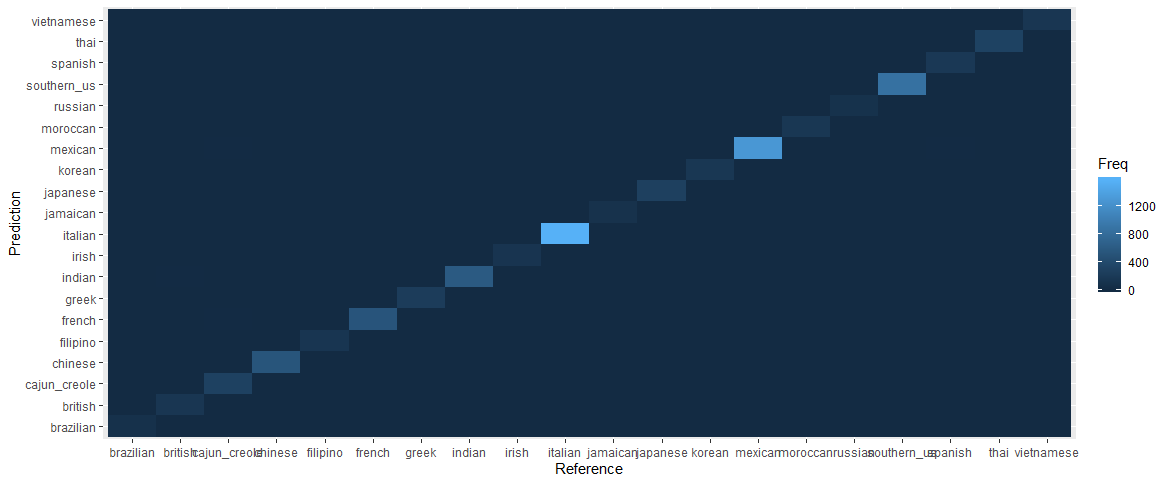 vietnamese
thai
spanish
southern_us
russian
moroccan
mexican
korean
japanese
jamaican
italian
irish
indian
greek
french
filipino
chinese
cajun_creole
british
brazilian
Prediction
brazilian british cajun_creole chinese filipino french greek indian irish italian jamaican japanese korean mexican moroccan russian southern_us spanish thai vietnamese
Reference
Freq
1200
800
400
0